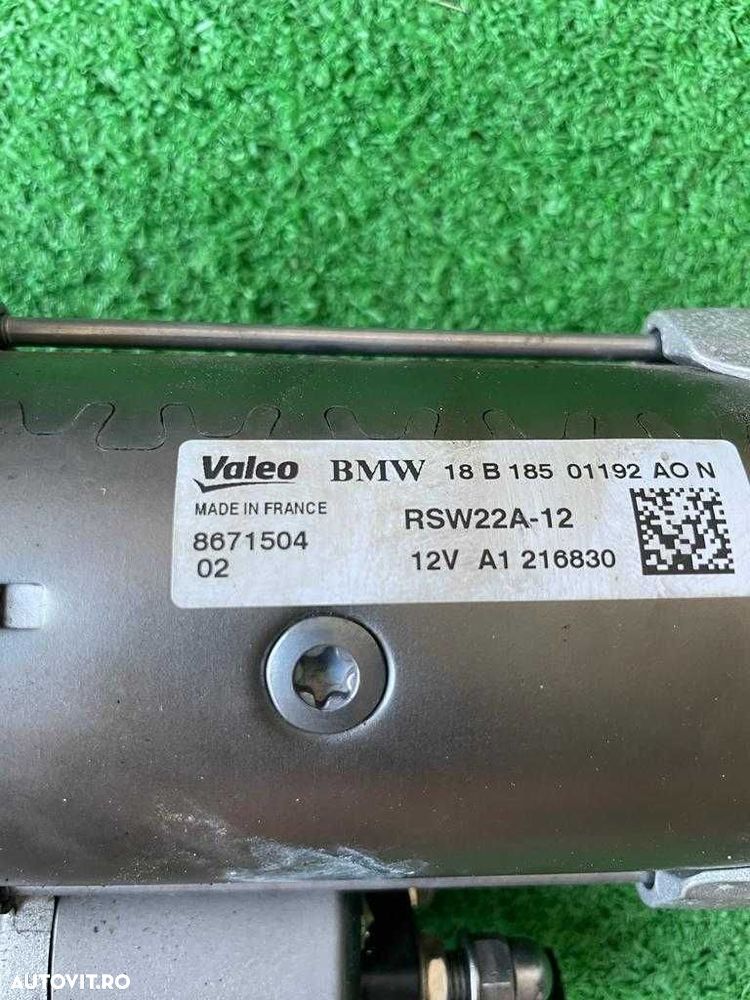 Valeo BMW 18 B 185 01192 AO N
MADE IN FRANCE RSW22A-12
8671504 12V A1 216830
02
AUTOVIT.RO